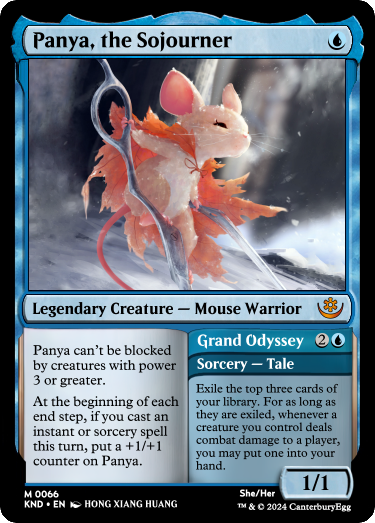 Panya, the Sojourner
Legendary Creature — Mouse Warrior
Panya can't be blocked
by creatures with power
3 or greater.
At the beginning of each
end step, if you cast an
instant or sorcery spell
this turn, put a +1/+1
counter on Panya.
Grand Odyssey 2
Sorcery — Tale
Exile the top three cards of
your library. For as long as
they are exiled, whenever a
creature you control deals
combat damage to a player,
you may put one into your
hand.
1/1
M 0066
KND • EN HONG XIANG HUANG
She/Her
™ & © 2024 CanterburyEgg